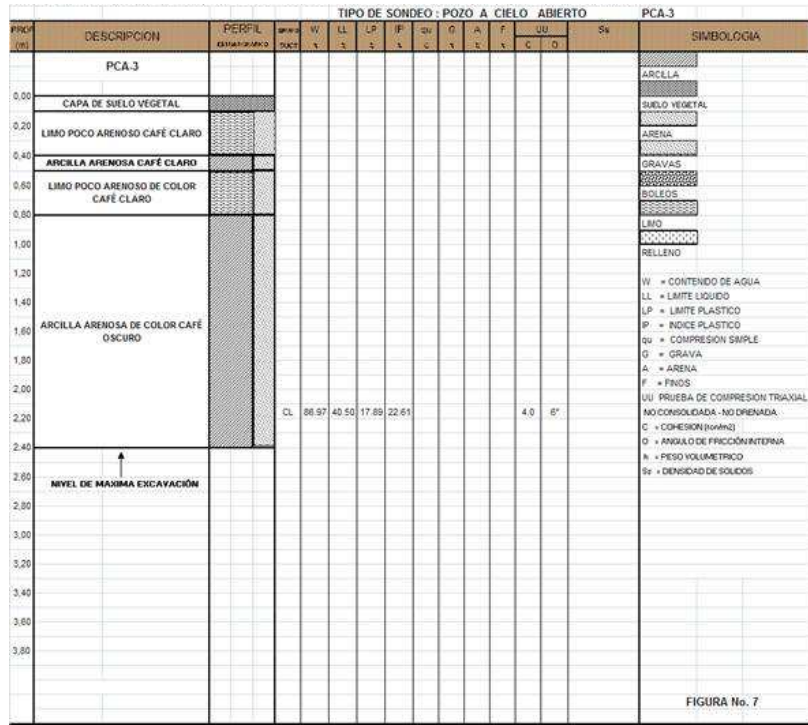 TIPO DE SONDEO : POZO A CIELO ABIERTO PCA-3
PROF (m) DESCRIPCION PERFIL ESTRATIGRAFICO W % LL % LP % IP % qu G % A % F % UU C O Ss SIMBOLOGIA
PCA-3
0,00
CAPA DE SUELO VEGETAL
0,20
LIMO POCO ARENOSO CAFÉ CLARO
0,40
ARCILLA ARENOSA CAFÉ CLARO
0,60
LIMO POCO ARENOSO DE COLOR
CAFÉ CLARO
0,80
1,00
1,20
1,40
ARCILLA ARENOSA DE COLOR CAFÉ
1,60
OSCURO
1,80
2,00
2,20
CL 86.97 40.50 17.89 22.61 4.0 6°
2,40
2,60
NIVEL DE MAXIMA EXCAVACIÓN
2,80
3,00
3,20
3,40
3,60
3,80
ARCILLA
SUELO VEGETAL
ARENA
GRAVAS
BOLEOS
LIMO
RELLENO
W = CONTENIDO DE AGUA
LL = LIMITE LIQUIDO
LP = LIMITE PLASTICO
IP = INDICE PLASTICO
qu = COMPRESION SIMPLE
G = GRAVA
A = ARENA
F = FINOS
UU PRUEBA DE COMPRESION TRIAXIAL
NO CONSOLIDADA - NO DRENADA
C = COHESION (ton/m2)
O = ANGULO DE FRICCIÓN INTERNA
h = PESO VOLUMETRICO
Ss = DENSIDAD DE SOLIDOS
FIGURA No. 7